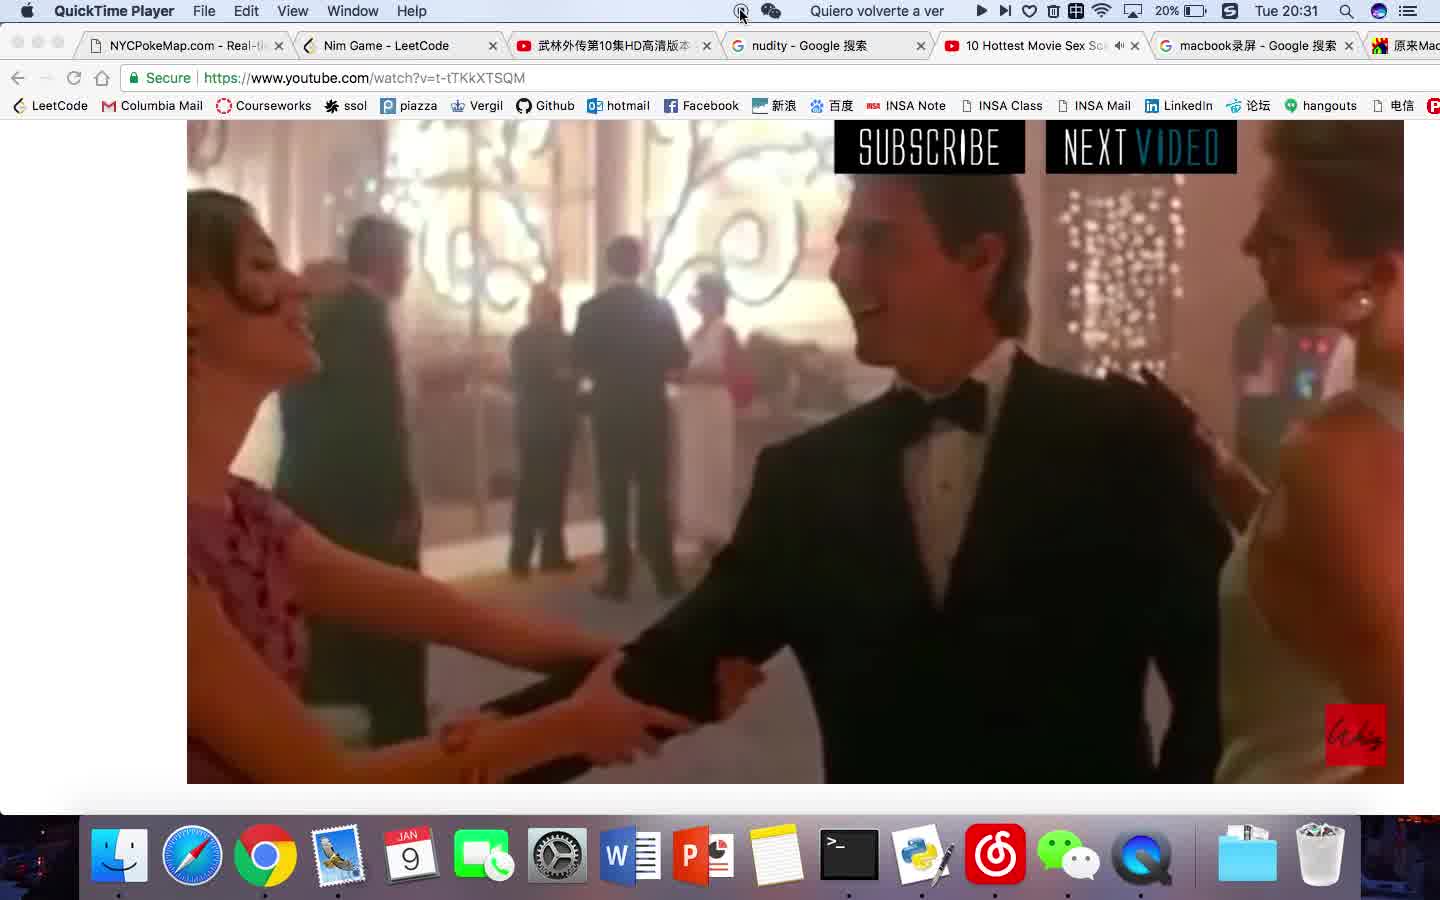 QuickTime Player File Edit View Window Help Quiero volverte a ver 中 20% S Tue 20:31
NYCPokeMap.com - Real-ti Nim Game - LeetCode 武林外传第10集HD高清版本 nudity - Google 搜索 10 Hottest Movie Sex Sc macbook录屏 - Google 搜索 原来Mac
Secure https://www.youtube.com/watch?v=t-tTKkXTSQM
LeetCode Columbia Mail Courseworks ssol piazza Vergil Github hotmail Facebook 新浪 百度 INSA Note INSA Class INSA Mail LinkedIn 论坛 hangouts 电信
SUBSCRIBE NEXT VIDEO
Whiz
JAN
9
W P >_